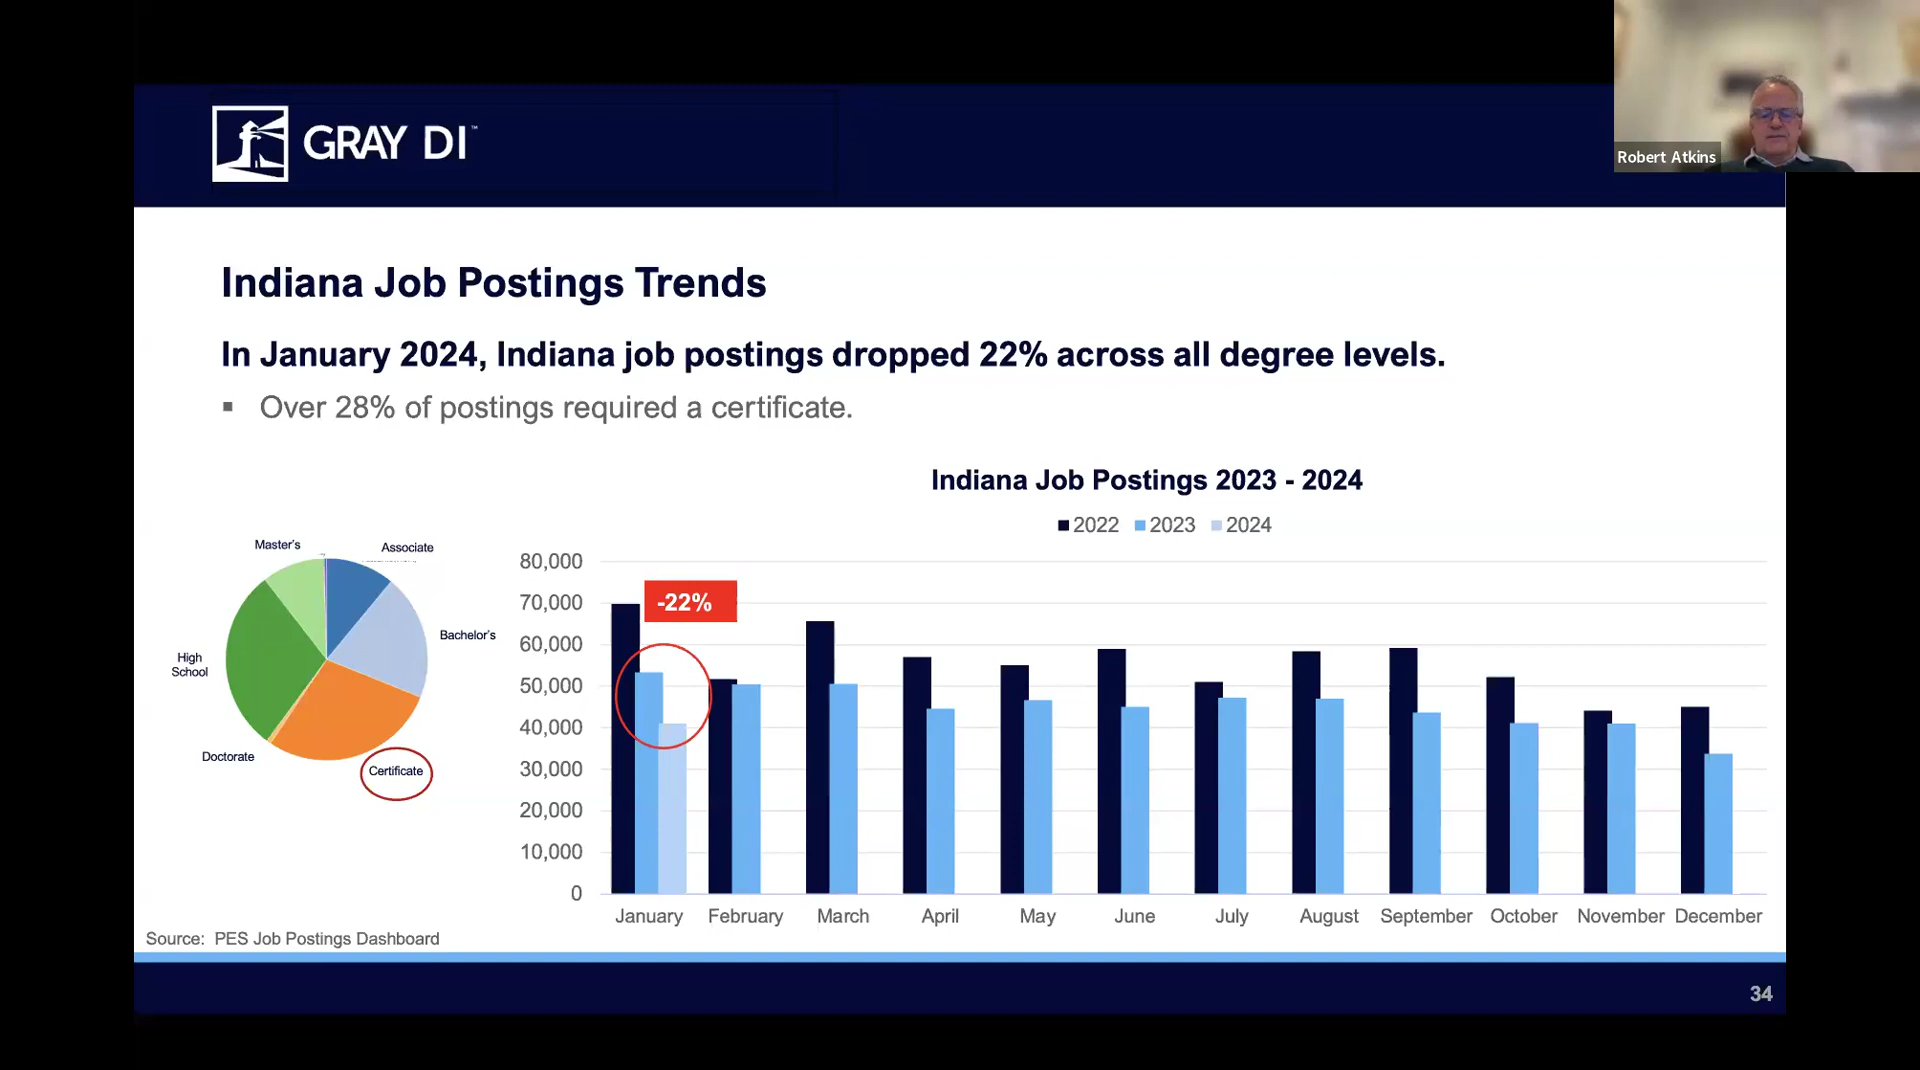 GRAY DI™
Robert Atkins
Indiana Job Postings Trends
In January 2024, Indiana job postings dropped 22% across all degree levels.
▪ Over 28% of postings required a certificate.
Indiana Job Postings 2023 - 2024
2022 2023 2024
Master's
Associate
Bachelor's
High
School
Doctorate
Certificate
-22%
80,000
70,000
60,000
50,000
40,000
30,000
20,000
10,000
0
January February March April May June July August September October November December
Source: PES Job Postings Dashboard
34